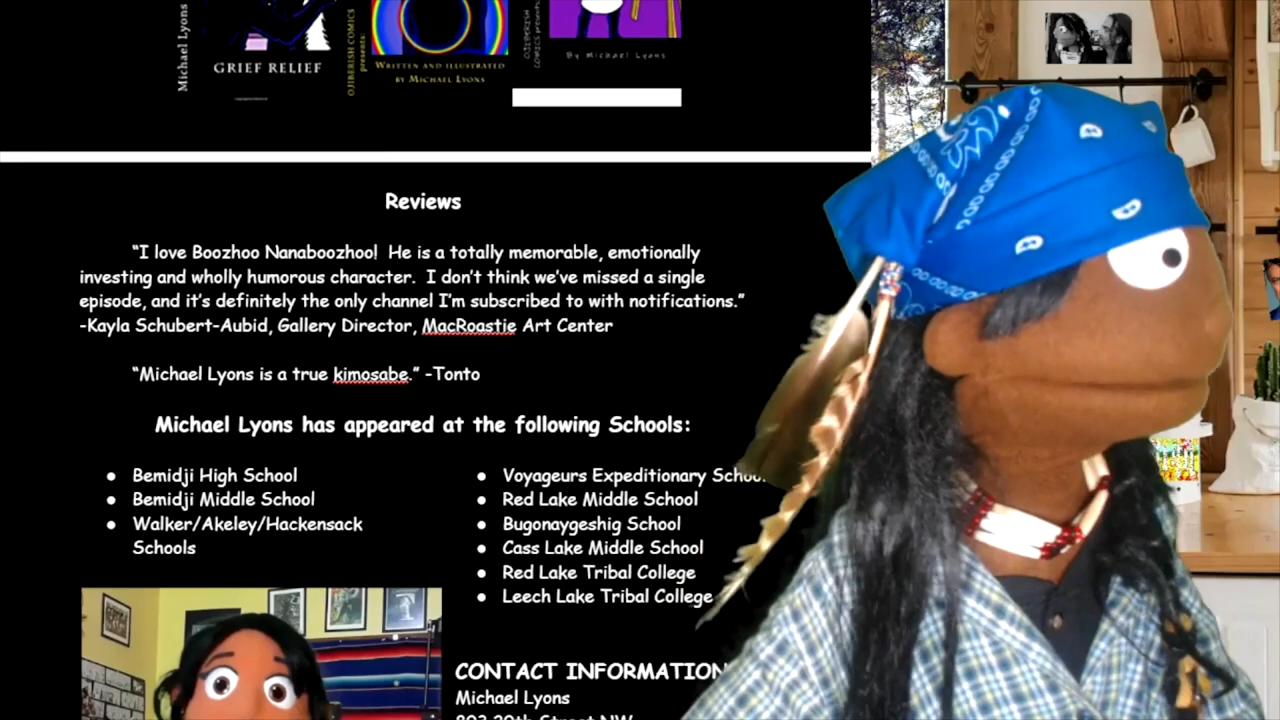 Michael Lyons
GRIEF RELIEF
OJIBERISH COMICS
presents:
WRITTEN AND ILLUSTRATED
BY MICHAEL LYONS
OJIBERISH
COMICS presents
By Michael Lyons
Reviews
“I love Boozhoo Nanaboozhoo!  He is a totally memorable, emotionally
investing and wholly humorous character.  I don’t think we’ve missed a single
episode, and it’s definitely the only channel I’m subscribed to with notifications.”
-Kayla Schubert-Aubid, Gallery Director, MacRoastie Art Center
“Michael Lyons is a true kimosabe.” -Tonto
Michael Lyons has appeared at the following Schools:
● Bemidji High School
● Bemidji Middle School
● Walker/Akeley/Hackensack
Schools
● Voyageurs Expeditionary School
● Red Lake Middle School
● Bugonaygeshig School
● Cass Lake Middle School
● Red Lake Tribal College
● Leech Lake Tribal College
CONTACT INFORMATION
Michael Lyons